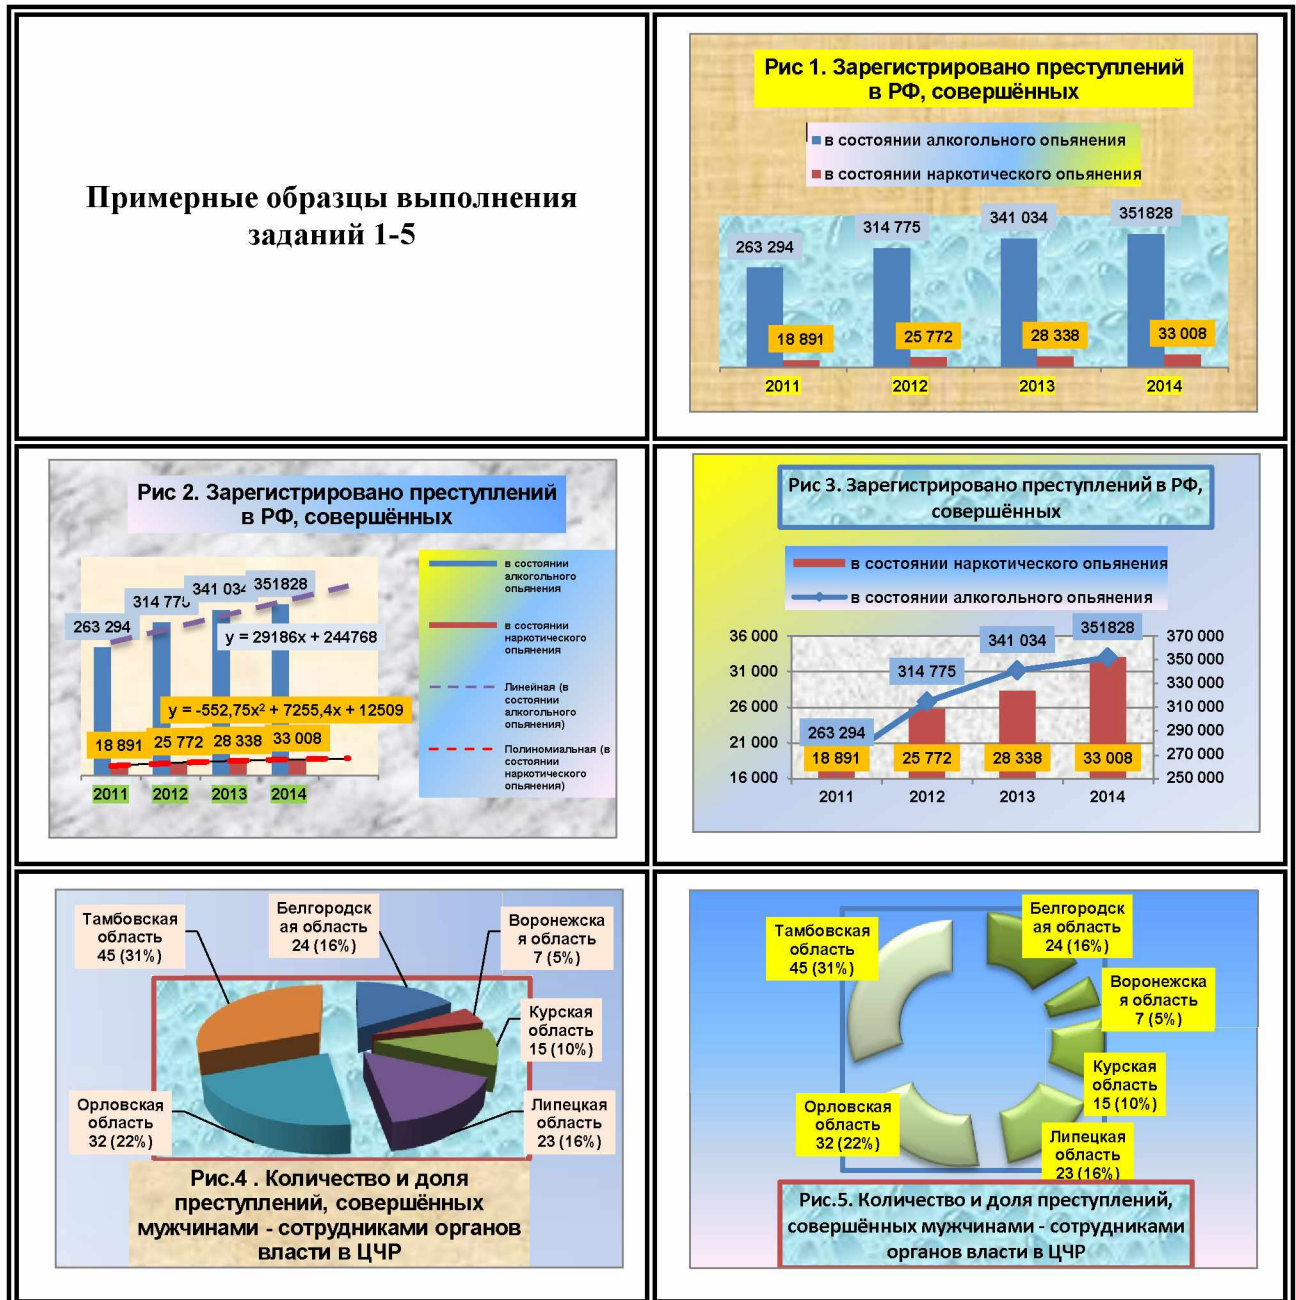 Примерные образцы выполнения
заданий 1-5
Рис 1. Зарегистрировано преступлений
в РФ, совершённых
в состоянии алкогольного опьянения
в состоянии наркотического опьянения
263 294
314 775
341 034
351828
18 891
25 772
28 338
33 008
2011
2012
2013
2014
Рис 2. Зарегистрировано преступлений
в РФ, совершённых
263 294
314 775
341 034
351828
y = 29186x + 244768
y = -552,75x² + 7255,4x + 12509
18 891
25 772
28 338
33 008
2011
2012
2013
2014
в состоянии
алкогольного
опьянения
в состоянии
наркотического
опьянения
Линейная (в
состоянии
алкогольного
опьянения)
Полиномиальная (в
состоянии
наркотического
опьянения)
Рис 3. Зарегистрировано преступлений в РФ,
совершённых
в состоянии наркотического опьянения
в состоянии алкогольного опьянения
36 000
31 000
26 000
21 000
16 000
263 294
314 775
341 034
351828
18 891
25 772
28 338
33 008
370 000
350 000
330 000
310 000
290 000
270 000
250 000
2011
2012
2013
2014
Тамбовская
область
45 (31%)
Белгородск
ая область
24 (16%)
Воронежска
я область
7 (5%)
Курская
область
15 (10%)
Орловская
область
32 (22%)
Липецкая
область
23 (16%)
Рис.4 . Количество и доля
преступлений, совершённых
мужчинами - сотрудниками органов
власти в ЦЧР
Тамбовская
область
45 (31%)
Белгородск
ая область
24 (16%)
Воронежска
я область
7 (5%)
Курская
область
15 (10%)
Орловская
область
32 (22%)
Липецкая
область
23 (16%)
Рис.5. Количество и доля преступлений,
совершённых мужчинами - сотрудниками
органов власти в ЦЧР